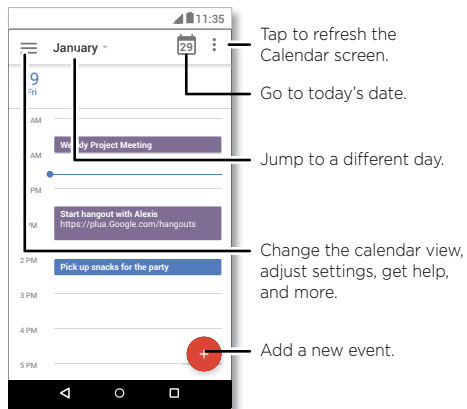 11:35
January
29
9
Fri
AM
Weekly Project Meeting
AM
PM
Start hangout with Alexis
https://plua.Google.com/hangouts
PM
2 PM
Pick up snacks for the party
3 PM
4 PM
5 PM
Tap to refresh the
Calendar screen.
Go to today's date.
Jump to a different day.
Change the calendar view,
adjust settings, get help,
and more.
Add a new event.